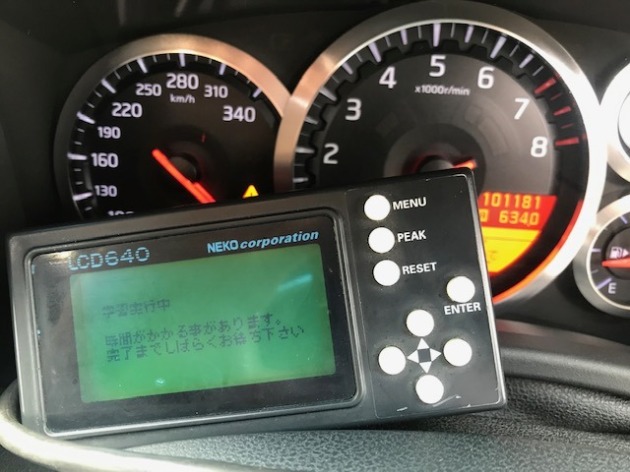 190
220
250
280
310
340
km/h
160
130
2
3
4
5
6
7
8
x1000r/min
101181
6340
E
LCD640
NEKO corporation
MENU
PEAK
RESET
ENTER
学習実行中
時間がかかる事があります。
完了までしばらくお待ち下さい